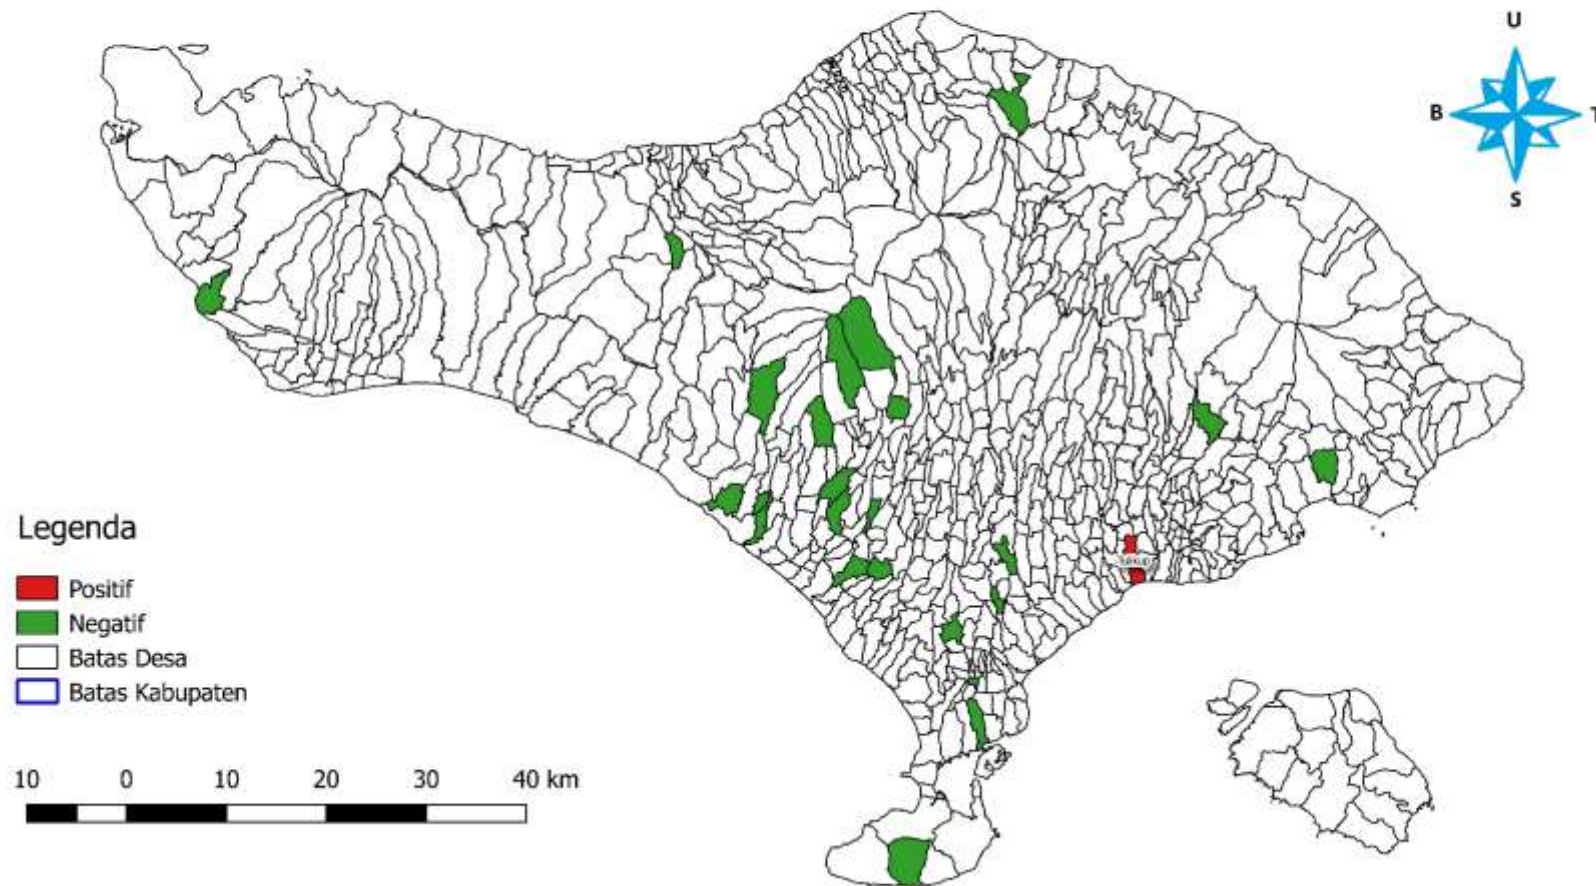 U
B T
S
Legenda
Positif
Negatif
Batas Desa
Batas Kabupaten
10 0 10 20 30 40 km